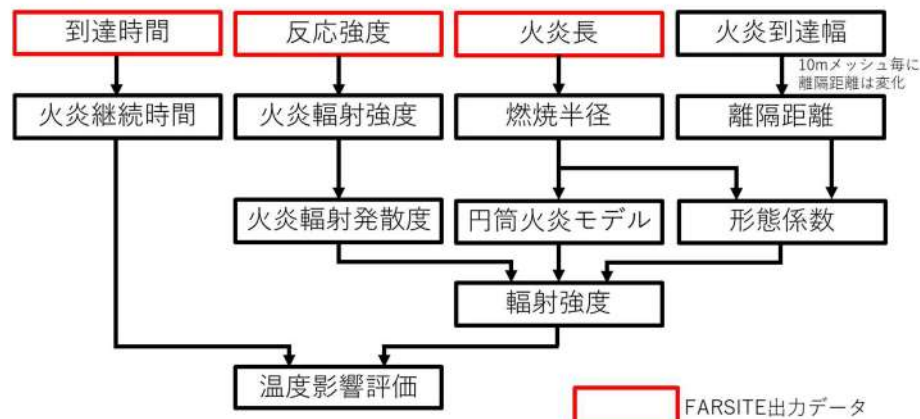 到達時間
反応強度
火炎長
火炎到達幅
10mメッシュ毎に
離隔距離は変化
火炎継続時間
火炎輻射強度
燃焼半径
離隔距離
火炎輻射発散度
円筒火炎モデル
形態係数
輻射強度
温度影響評価
FARSITE出力データ